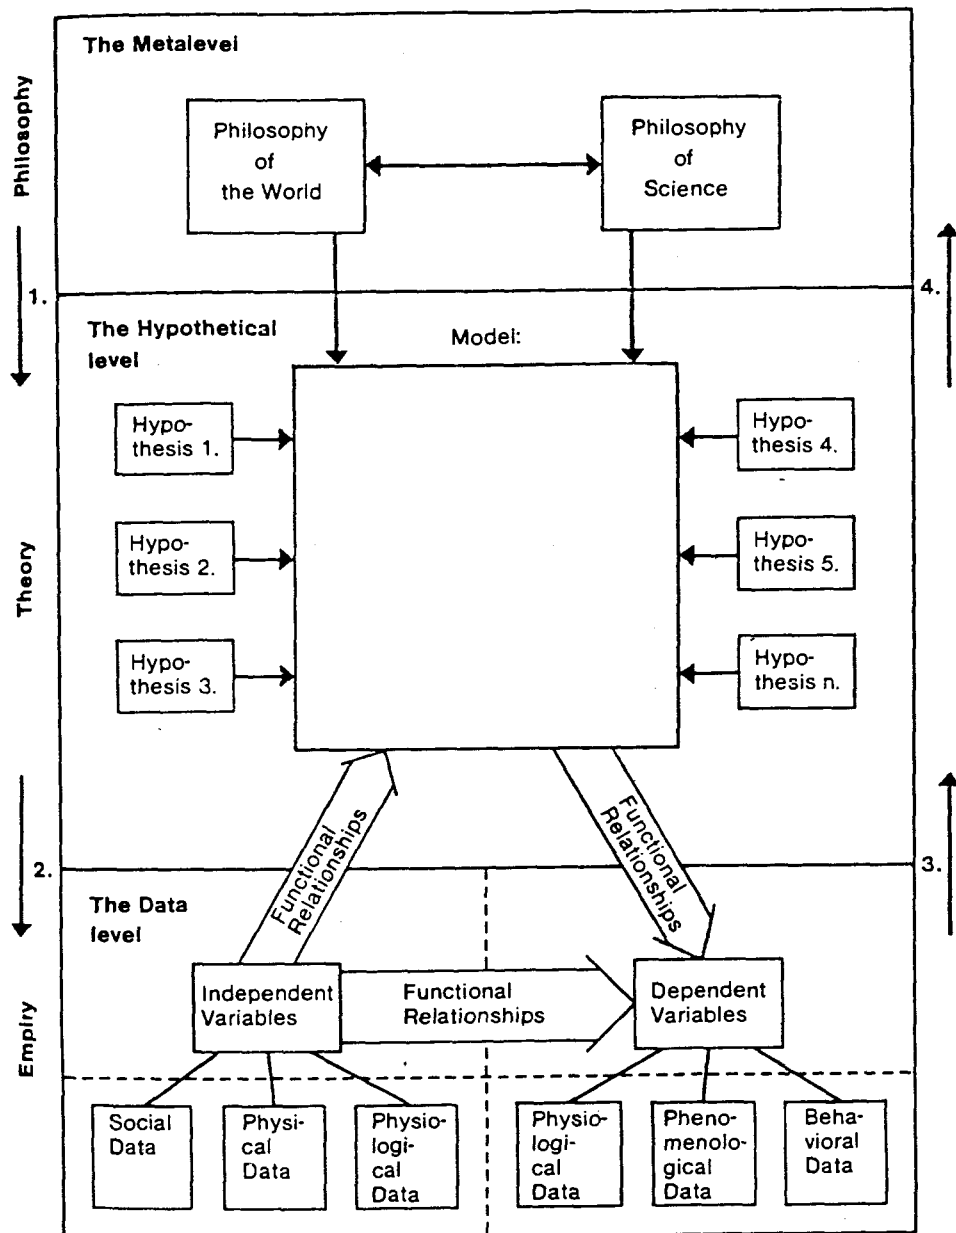 The Metalevel
Philosophy
of
the World
Philosophy
of
Science
Philosophy
1.
4.
The Hypothetical
level
Model:
Hypo-
thesis 1.
Hypo-
thesis 4.
Hypo-
thesis 2.
Hypo-
thesis 5.
Hypo-
thesis 3.
Hypo-
thesis n.
Theory
Functional
Relationships
Functional
Relationships
2.
3.
The Data
level
Independent
Variables
Functional
Relationships
Dependent
Variables
Empiry
Social
Data
Physi-
cal
Data
Physio-
logi-
cal
Data
Physio-
logi-
cal
Data
Pheno-
menolo-
gical
Data
Beha-
vioral
Data